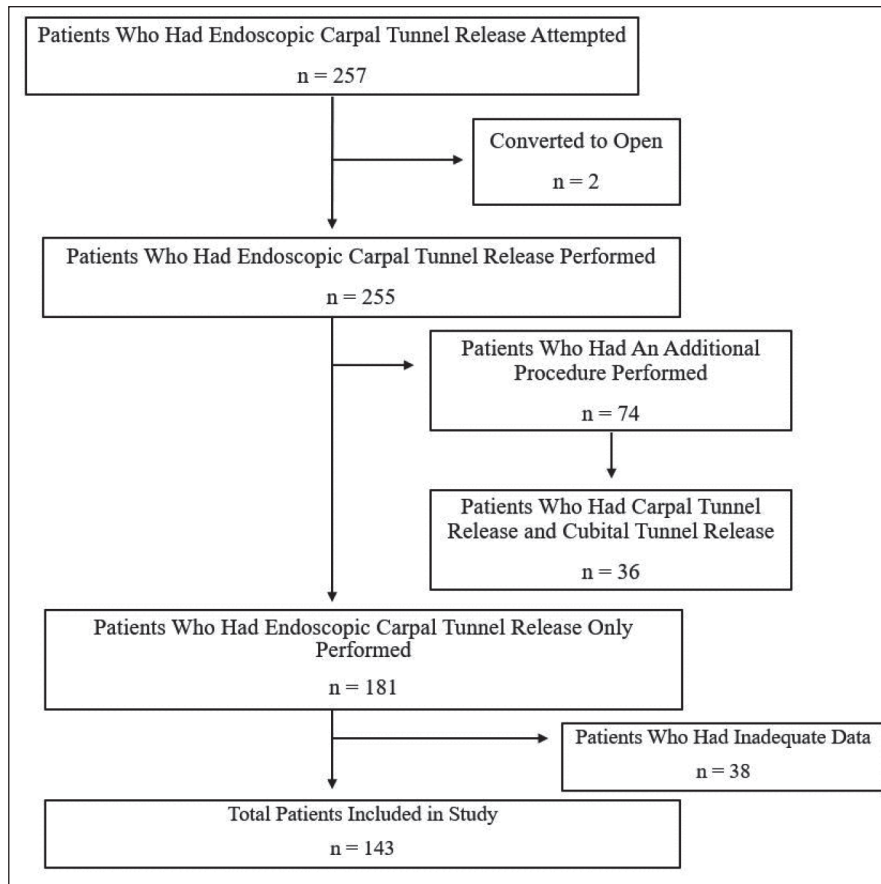 Patients Who Had Endoscopic Carpal Tunnel Release Attempted
n = 257
Converted to Open
n = 2
Patients Who Had Endoscopic Carpal Tunnel Release Performed
n = 255
Patients Who Had An Additional
Procedure Performed
n = 74
Patients Who Had Carpal Tunnel
Release and Cubital Tunnel Release
n = 36
Patients Who Had Endoscopic Carpal Tunnel Release Only
Performed
n = 181
Patients Who Had Inadequate Data
n = 38
Total Patients Included in Study
n = 143